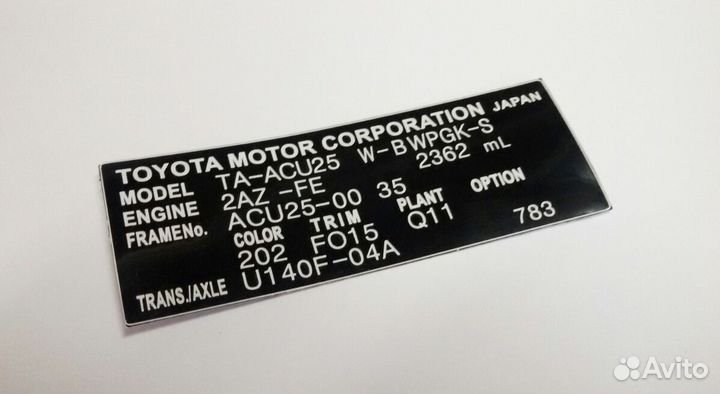 TOYOTA MOTOR CORPORATION JAPAN
MODEL TA-ACU25 W-BWPGK-S
ENGINE 2AZ -FE 2362 mL
FRAMENo. ACU25-00 35
COLOR TRIM PLANT OPTION
202 FO15 Q11 783
TRANS./AXLE U140F-04A
Avito